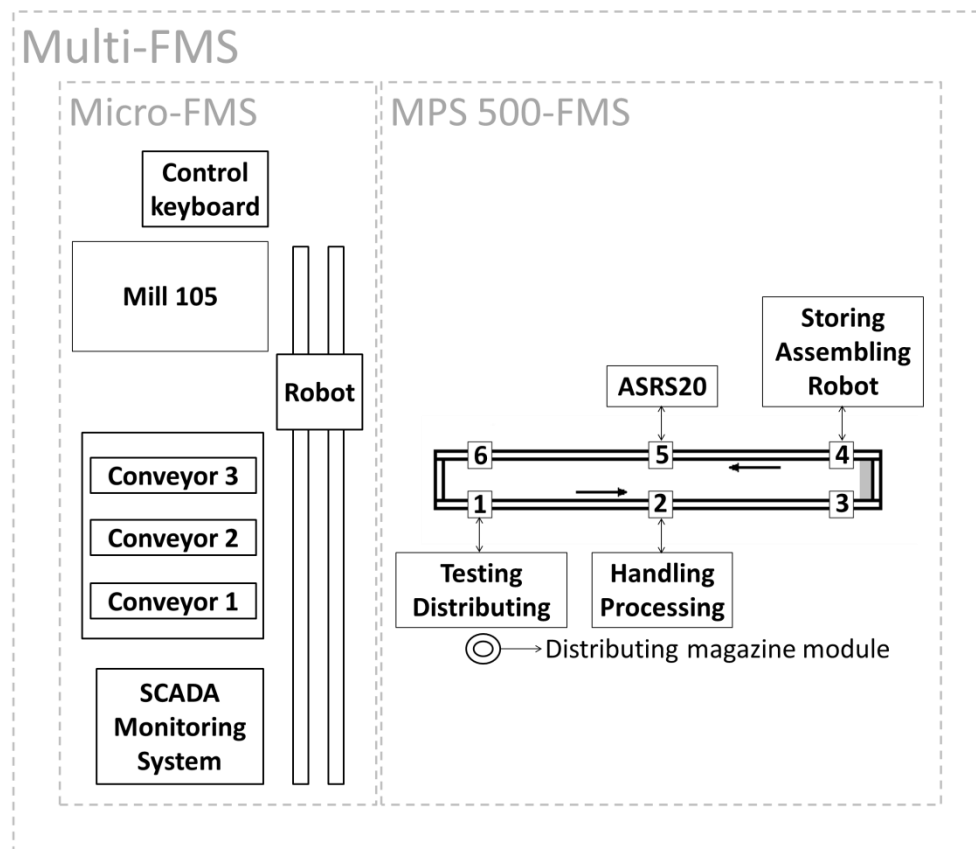 Multi-FMS
Micro-FMS
Control
keyboard
Mill 105
Robot
Conveyor 3
Conveyor 2
Conveyor 1
SCADA
Monitoring
System
MPS 500-FMS
Storing
Assembling
Robot
ASRS20
6
5
4
1
2
3
Testing
Distributing
Handling
Processing
Distributing magazine module